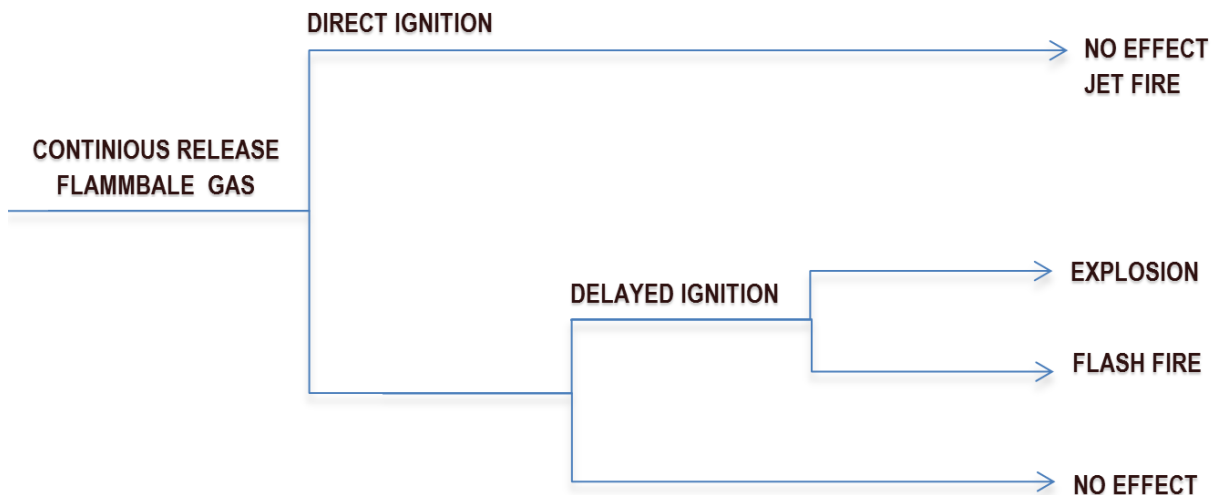 DIRECT IGNITION
NO EFFECT
JET FIRE
CONTINIOUS RELEASE
FLAMMBALE GAS
EXPLOSION
DELAYED IGNITION
FLASH FIRE
NO EFFECT